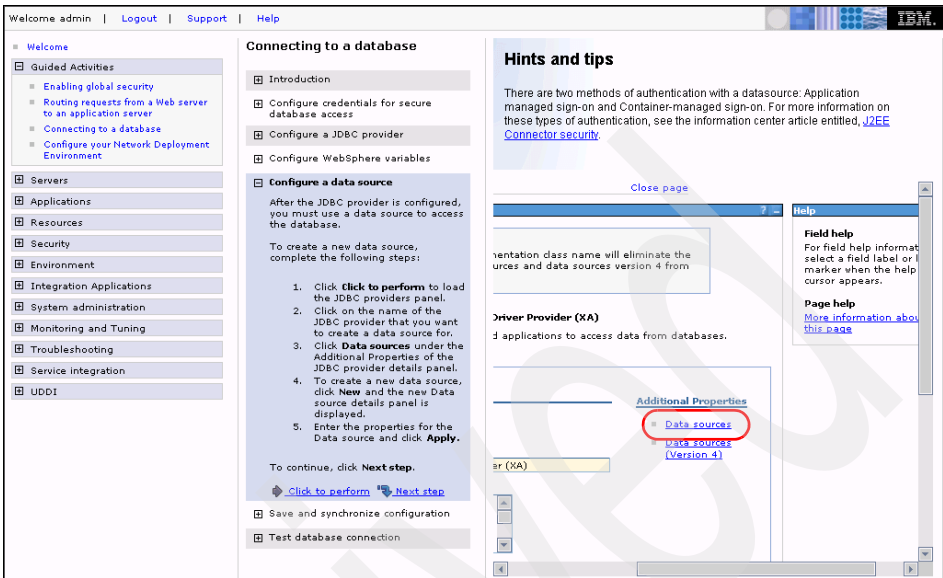 Welcome admin | Logout | Support | Help
IBM.
Welcome
Guided Activities
Enabling global security
Routing requests from a Web server
to an application server
Connecting to a database
Configure your Network Deployment
Environment
Servers
Applications
Resources
Security
Environment
Integration Applications
System administration
Monitoring and Tuning
Troubleshooting
Service integration
UDDI
Connecting to a database
Introduction
Configure credentials for secure
database access
Configure a JDBC provider
Configure WebSphere variables
Configure a data source
After the JDBC provider is configured,
you must use a data source to access
the database.
To create a new data source,
complete the following steps:
1. Click Click to perform to load
the JDBC providers panel.
2. Click on the name of the
JDBC provider that you want
to create a data source for.
3. Click Data sources under the
Additional Properties of the
JDBC provider details panel.
4. To create a new data source,
click New and the new Data
source details panel is
displayed.
5. Enter the properties for the
Data source and click Apply.
To continue, click Next step.
Click to perform Next step
Save and synchronize configuration
Test database connection
Hints and tips
There are two methods of authentication with a datasource: Application
managed sign-on and Container-managed sign-on. For more information on
these types of authentication, see the information center article entitled, J2EE
Connector security.
Close page
? –
mentation class name will eliminate the
urces and data sources version 4 from
Driver Provider (XA)
d applications to access data from databases.
Additional Properties
Data sources
Data sources
(Version 4)
er (XA)
Help
Field help
For field help informat
select a field label or l
marker when the help
cursor appears.
Page help
More information abou
this page